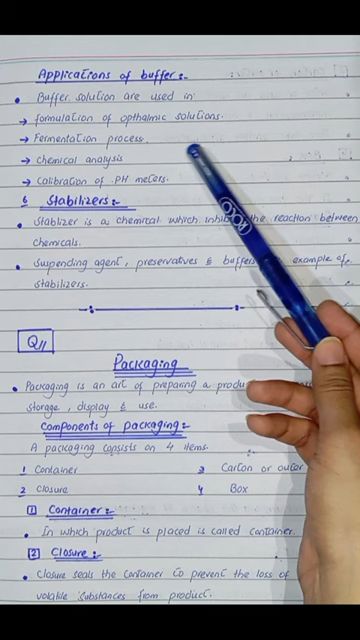 Applications of buffer:-
• Buffer solution are used in
→ formulation of opthalmic solutions.
→ Fermentation process.
→ Chemical analysis
→ Calibration of PH meters.
6 Stabilizers:-
• Stablizer is a chemical which the reaction between
chemicals.
• Suspending agent, preservatives & buffers example of
stabilizers.
Q11
Packaging
• Packaging is an art of preparing a
storage, display & use.
Components of packaging:-
A packaging consists on 4 items.
1 Container 3 Carton or outer
2 Closure 4 Box
1 Container:-
• In which product is placed is called container.
2 Closure:-
• Closure seals the container to prevent the loss of
volatile substances from product.